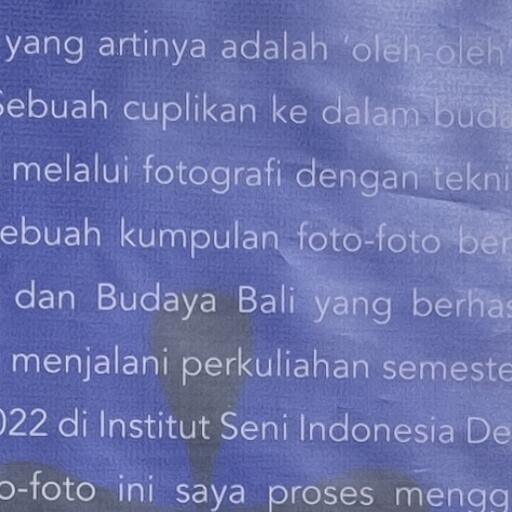 yang artinya adalah 'oleh-oleh'
Sebuah cuplikan ke dalam buda
melalui fotografi dengan tekni
ebuah kumpulan foto-foto ber
dan Budaya Bali yang berhas
menjalani perkuliahan semeste
022 di Institut Seni Indonesia De
o-foto ini saya proses mengg